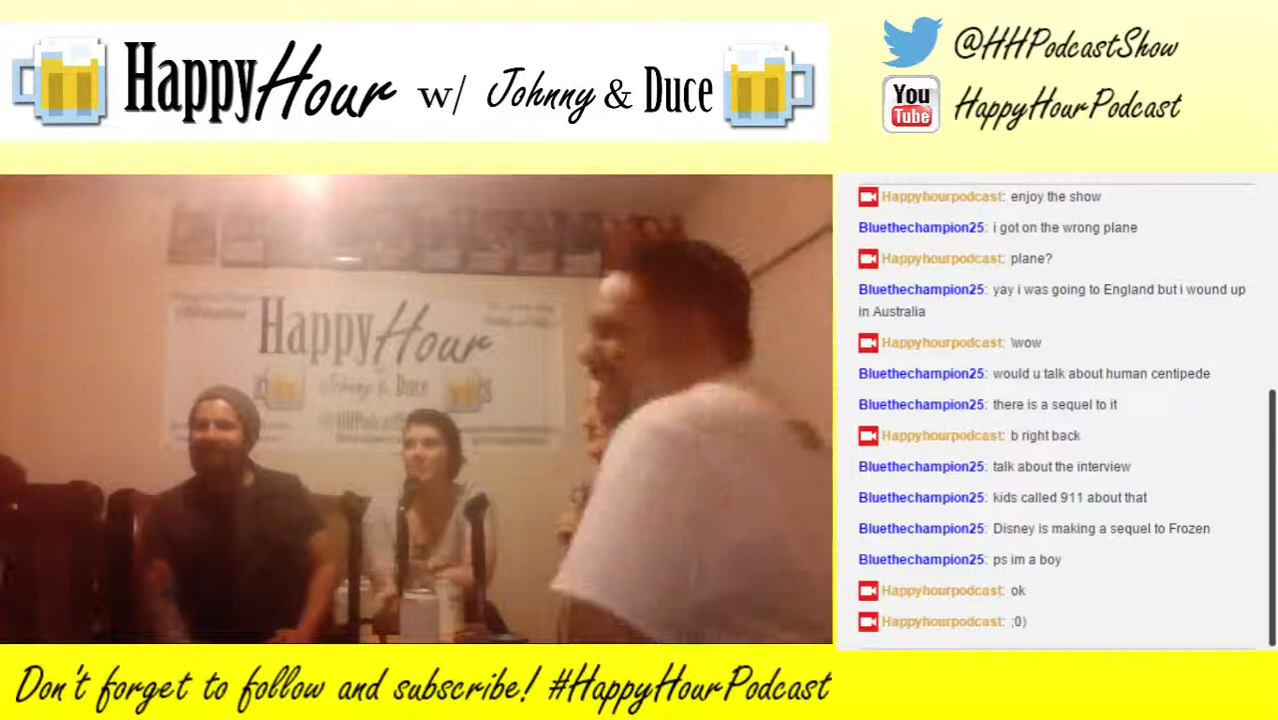 HappyHour w/ Johnny & Duce
@HHPodcastShow
You
Tube
HappyHourPodcast
Happyhourpodcast: enjoy the show
Bluethechampion25: i got on the wrong plane
Happyhourpodcast: plane?
Bluethechampion25: yay i was going to England but i wound up
in Australia
Happyhourpodcast: \wow
Bluethechampion25: would u talk about human centipede
Bluethechampion25: there is a sequel to it
Happyhourpodcast: b right back
Bluethechampion25: talk about the interview
Bluethechampion25: kids called 911 about that
Bluethechampion25: Disney is making a sequel to Frozen
Bluethechampion25: ps im a boy
Happyhourpodcast: ok
Happyhourpodcast: ;0)
HappyHour
Johnny & Duce
Don't forget to follow and subscribe! #HappyHourPodcast